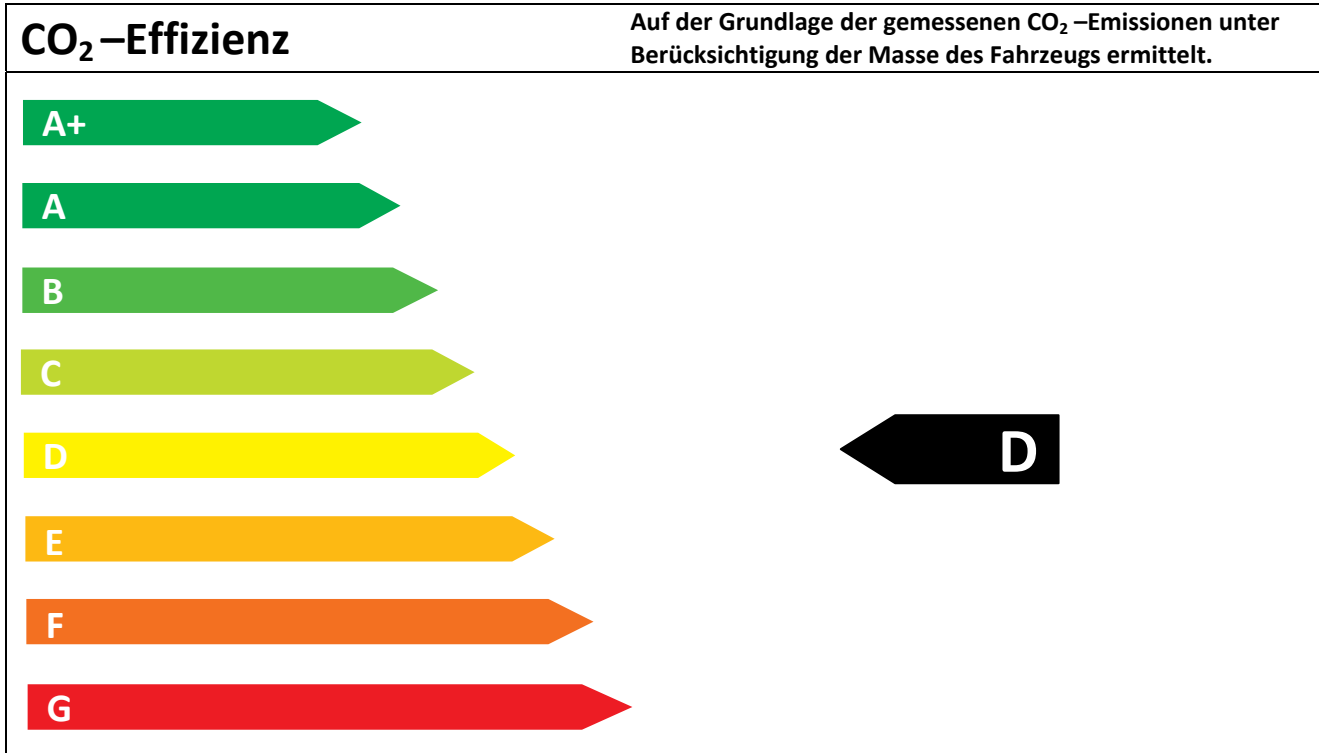 CO₂ –Effizienz
Auf der Grundlage der gemessenen CO₂ –Emissionen unter
Berücksichtigung der Masse des Fahrzeugs ermittelt.
A+
A
B
C
D
D
E
F
G